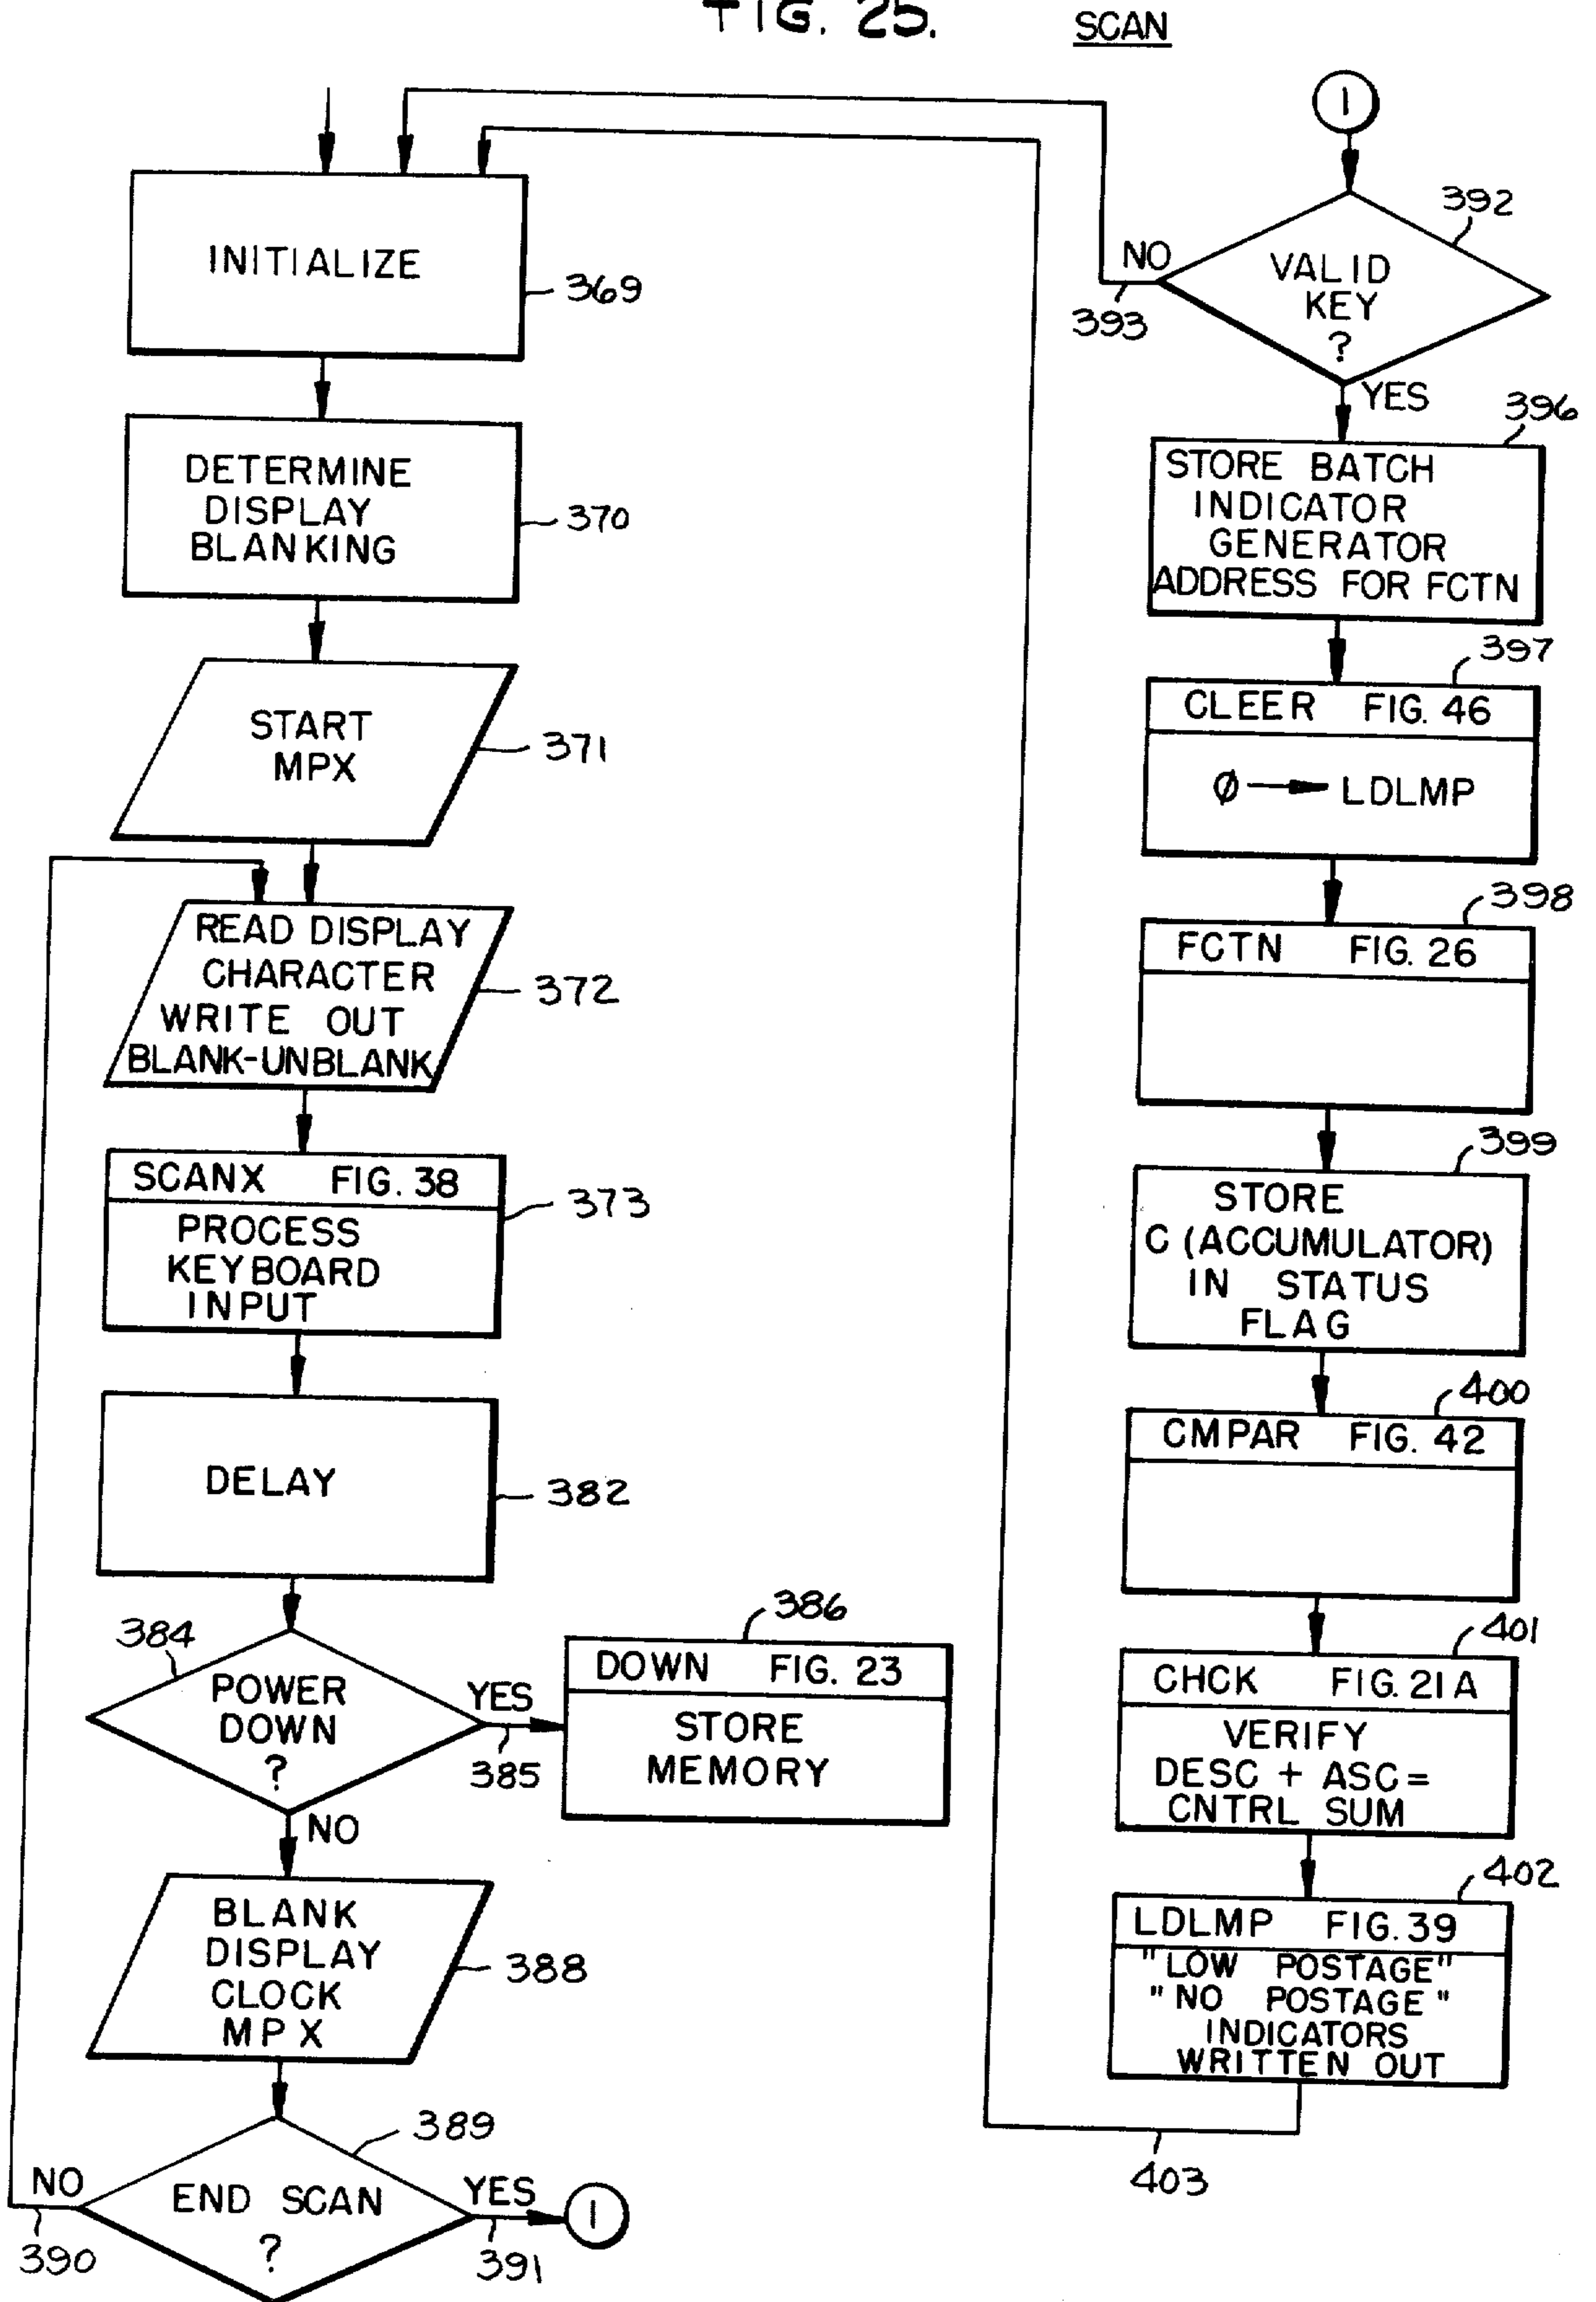 FIG. 25.
SCAN
INITIALIZE
369
DETERMINE
DISPLAY
BLANKING
370
START
MPX
371
READ DISPLAY
CHARACTER
WRITE OUT
BLANK-UNBLANK
372
SCANX FIG. 38
PROCESS
KEYBOARD
INPUT
373
DELAY
382
384
POWER
DOWN
?
YES
385
NO
386
DOWN FIG. 23
STORE
MEMORY
BLANK
DISPLAY
CLOCK
MPX
388
389
END SCAN
?
NO
390
YES
391
1
1
392
VALID
KEY
?
NO
393
YES
396
STORE BATCH
INDICATOR
GENERATOR
ADDRESS FOR FCTN
397
CLEER FIG. 46
Ø → LDLMP
398
FCTN FIG. 26
399
STORE
C (ACCUMULATOR)
IN STATUS
FLAG
400
CMPAR FIG. 42
401
CHCK FIG. 21A
VERIFY
DESC + ASC =
CNTRL SUM
402
LDLMP FIG. 39
"LOW POSTAGE"
"NO POSTAGE"
INDICATORS
WRITTEN OUT
403